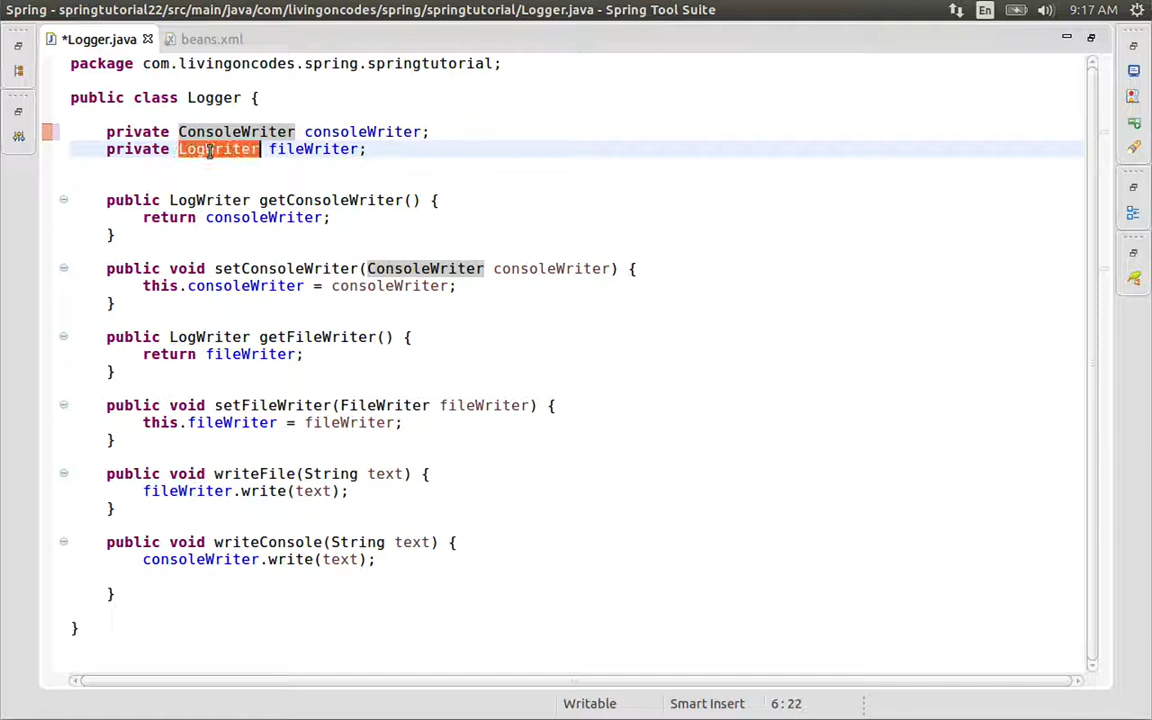 Spring - springtutorial22/src/main/java/com/livingoncodes/spring/springtutorial/Logger.java - Spring Tool Suite
En
9:17 AM
*Logger.java
beans.xml
package com.livingoncodes.spring.springtutorial;
public class Logger {
private ConsoleWriter consoleWriter;
private LogWriter fileWriter;
public LogWriter getConsoleWriter() {
return consoleWriter;
}
public void setConsoleWriter(ConsoleWriter consoleWriter) {
this.consoleWriter = consoleWriter;
}
public LogWriter getFileWriter() {
return fileWriter;
}
public void setFileWriter(FileWriter fileWriter) {
this.fileWriter = fileWriter;
}
public void writeFile(String text) {
fileWriter.write(text);
}
public void writeConsole(String text) {
consoleWriter.write(text);
}
}
Writable
Smart Insert
6 : 22